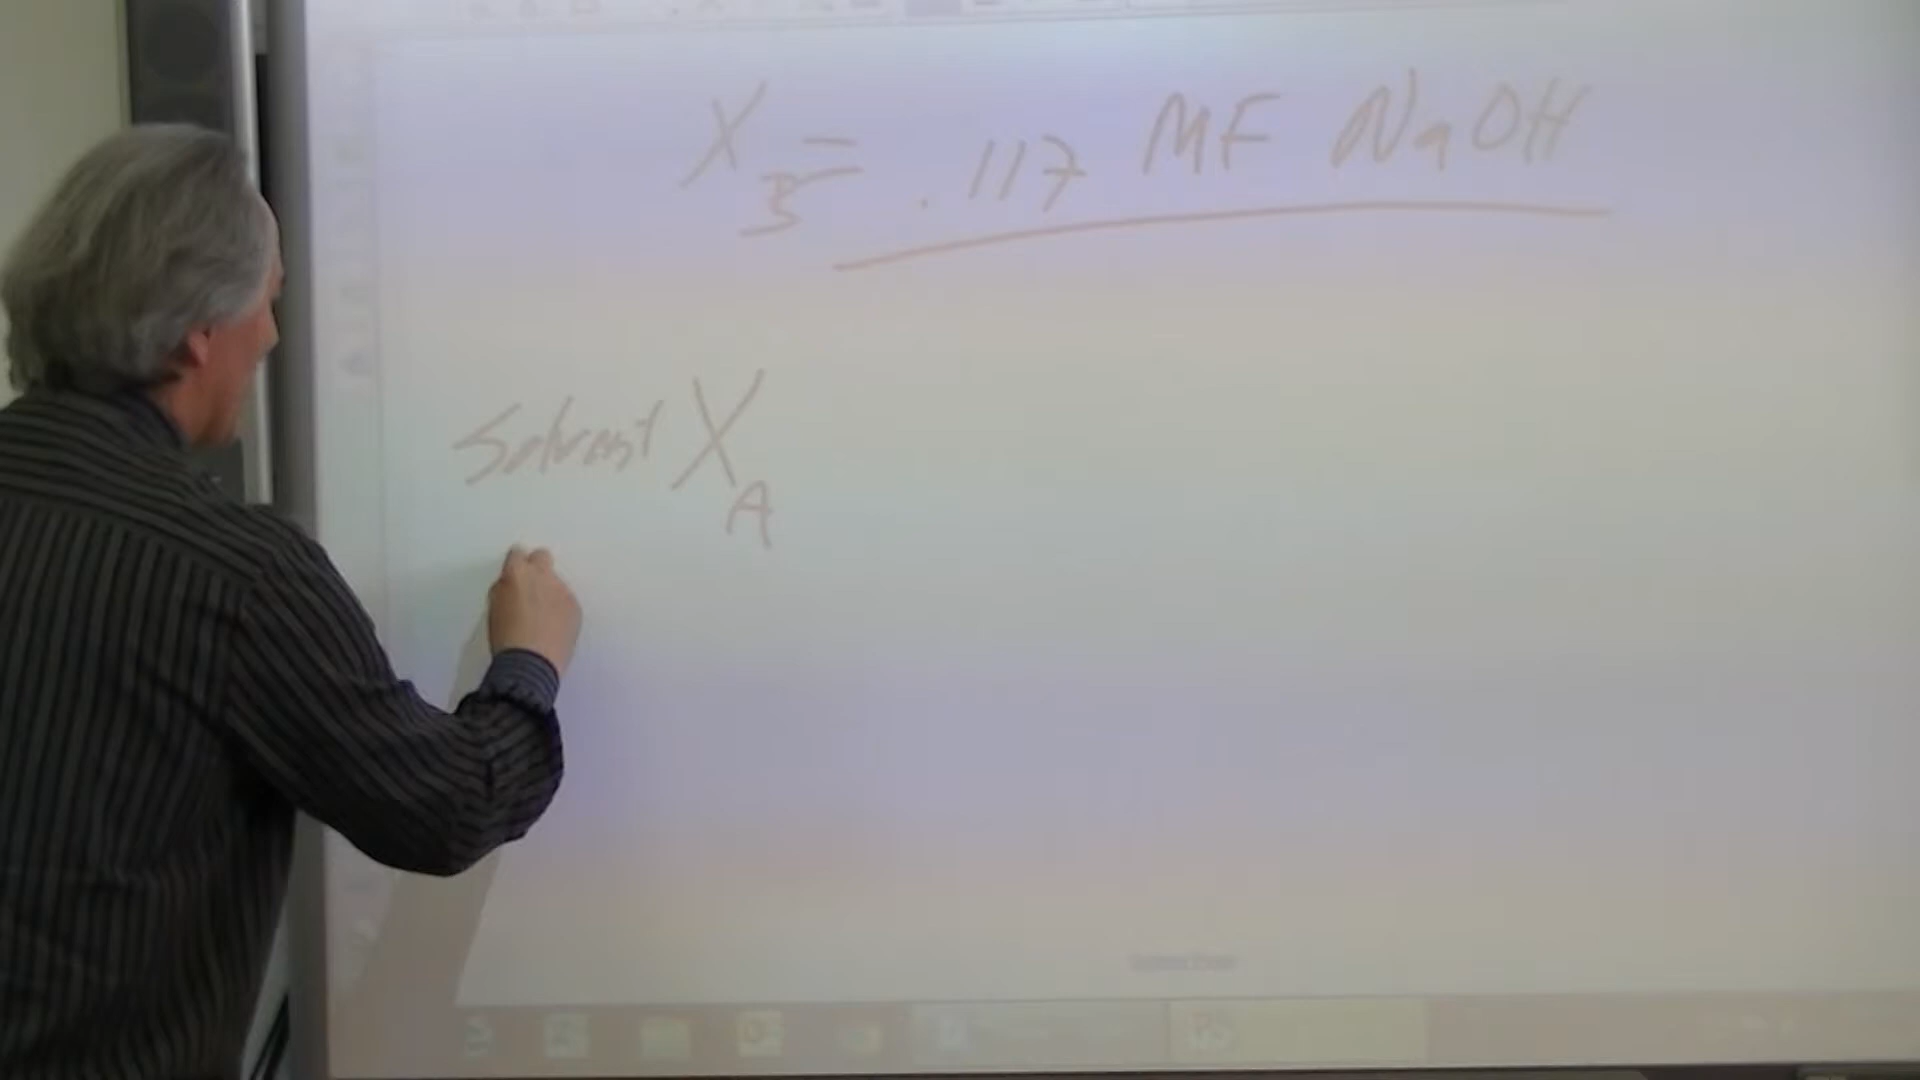 X_B = .117 MF NaOH
Solvent X_A